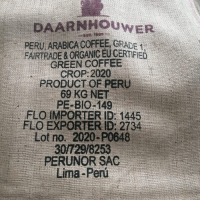 DAARNHOUWER
PERU, ARABICA COFFEE, GRADE 1,
FAIRTRADE & ORGANIC EU CERTIFIED
GREEN COFFEE
CROP: 2020
PRODUCT OF PERU
69 KG NET
PE-BIO-149
FLO IMPORTER ID: 1445
FLO EXPORTER ID: 2734
Lot no. 2020-P0648
30/729/8253
PERUNOR SAC
Lima - Perú